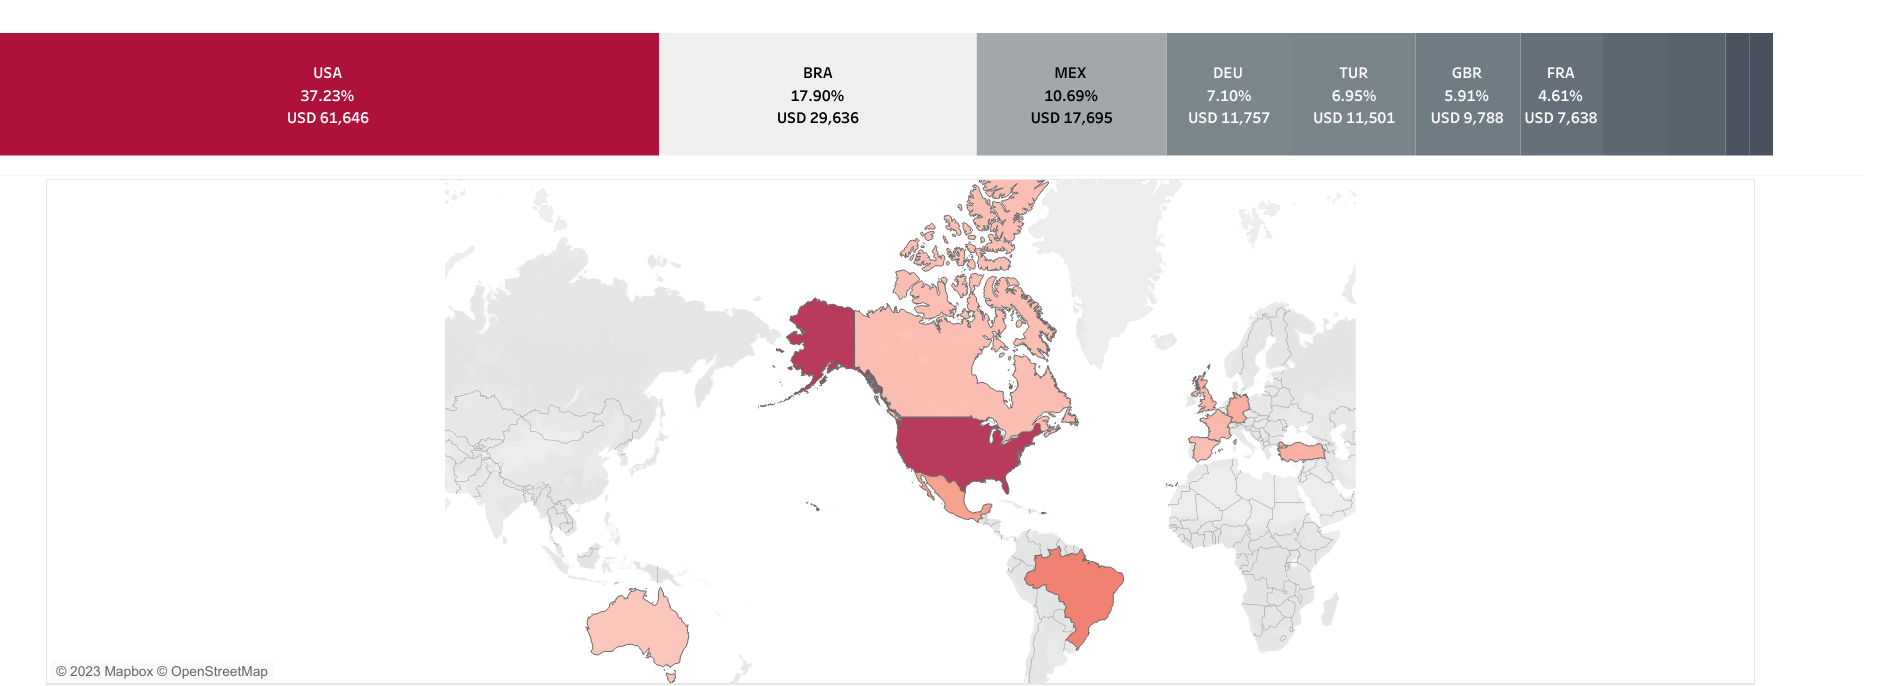 USA
37.23%
USD 61,646
BRA
17.90%
USD 29,636
MEX
10.69%
USD 17,695
DEU
7.10%
USD 11,757
TUR
6.95%
USD 11,501
GBR
5.91%
USD 9,788
FRA
4.61%
USD 7,638
© 2023 Mapbox © OpenStreetMap